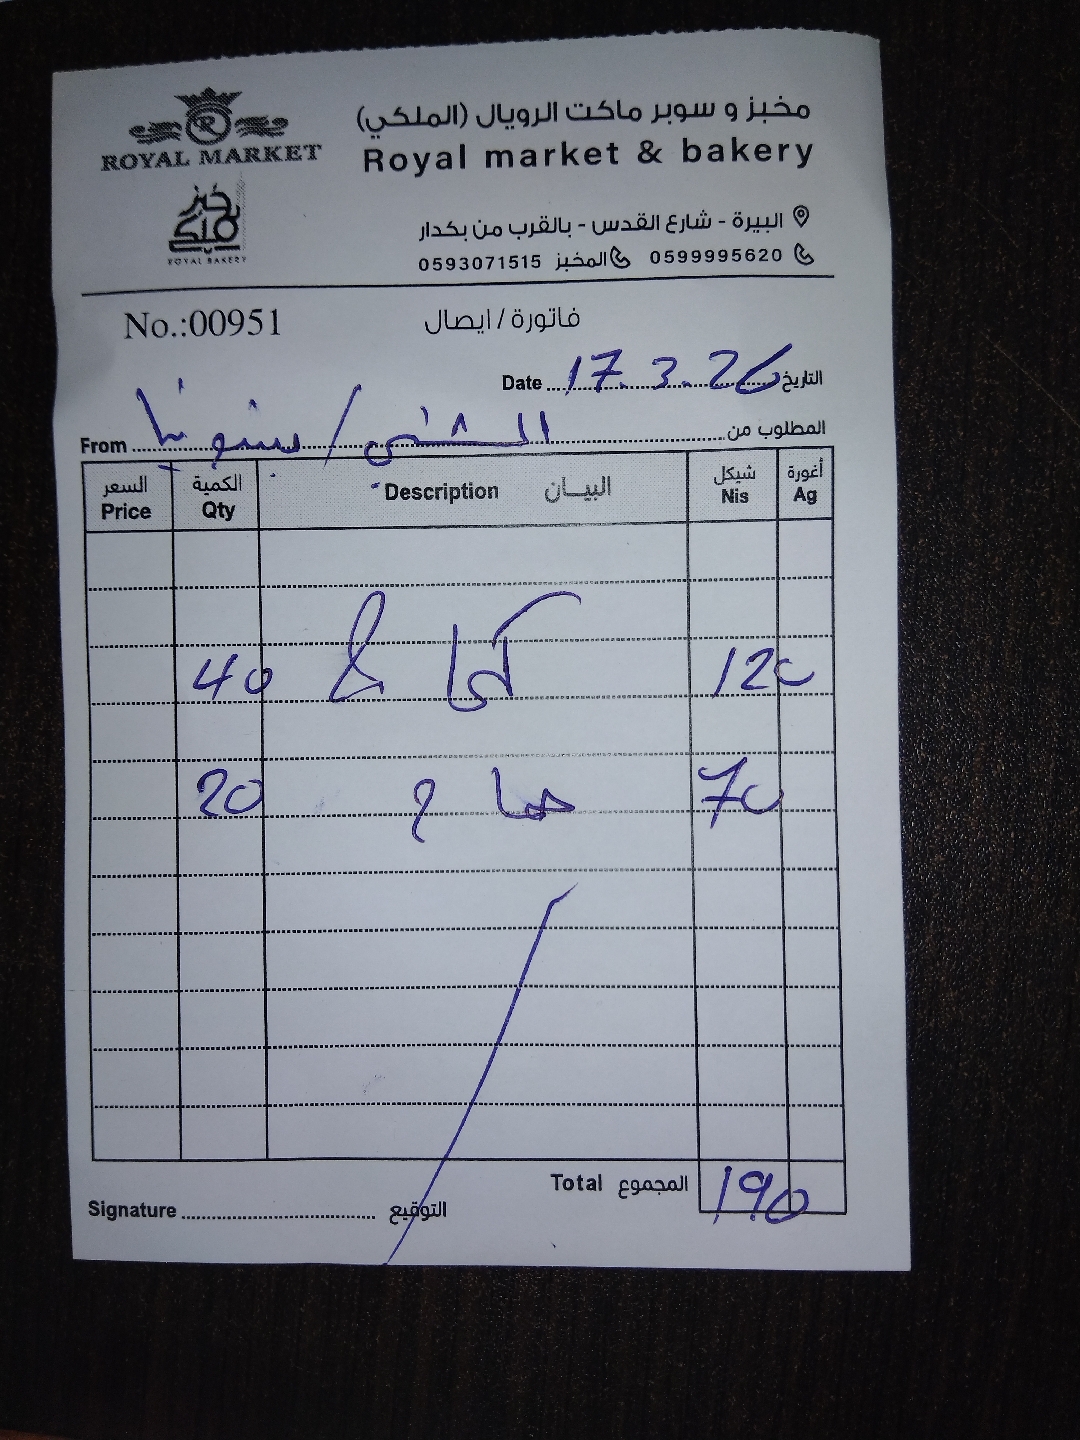 ROYAL MARKET
خبز ملكي
ROYAL BAKERY
مخبز و سوبر ماكت الرويال (الملكي)
Royal market & bakery
البيرة - شارع القدس - بالقرب من بكدار
0599995620 المخبز 0593071515
No.:00951
فاتورة / ايصال
Date 17.3.26 التاريخ
From المطلوب من
السعر الكمية البيان شيكل أغورة
Price Qty Description Nis Ag
40 120
20 70
Total المجموع 190
Signature التوقيع